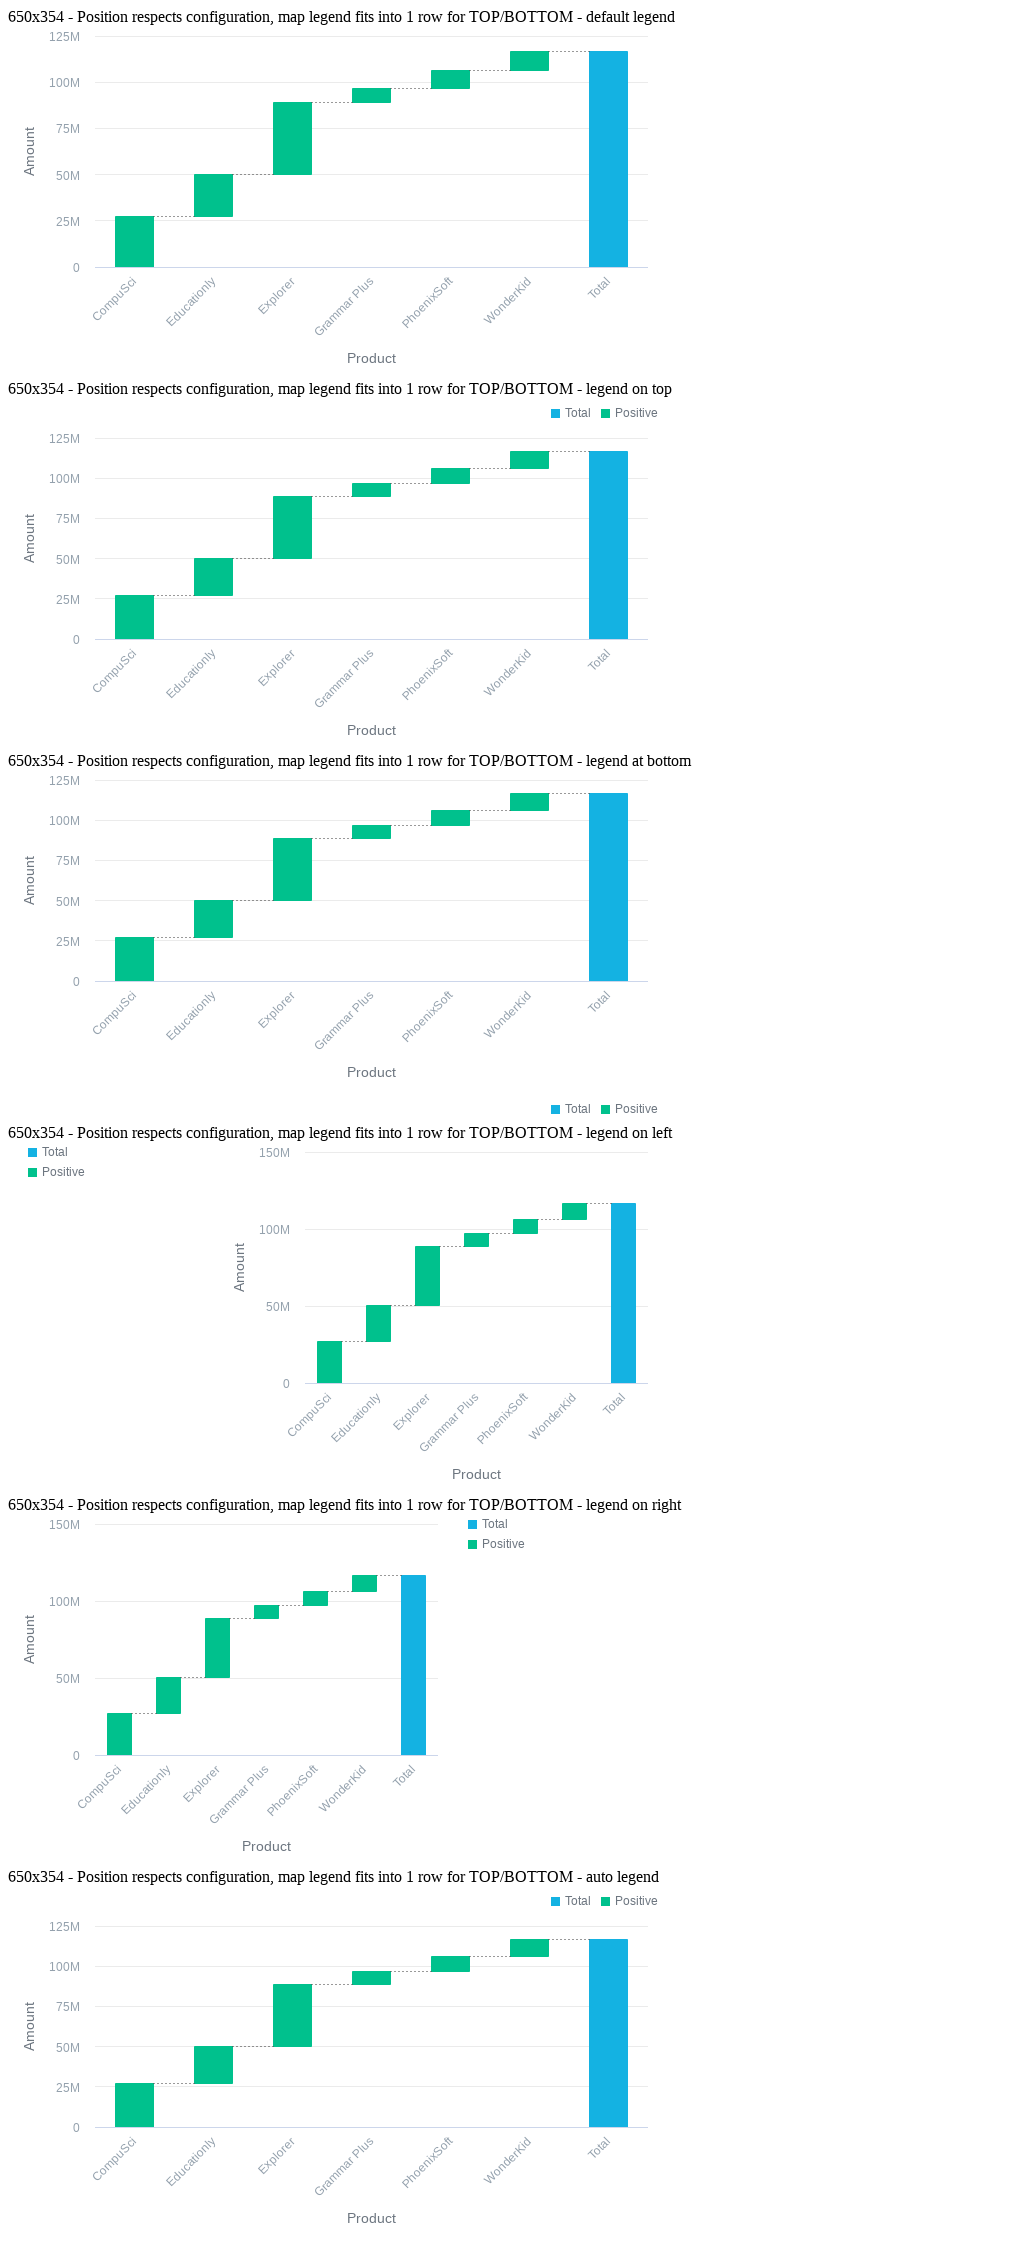 650x354 - Position respects configuration, map legend fits into 1 row for TOP/BOTTOM - default legend
125M
100M
75M
50M
25M
0
Amount
CompuSci
Educationly
Explorer
Grammar Plus
PhoenixSoft
WonderKid
Total
Product
650x354 - Position respects configuration, map legend fits into 1 row for TOP/BOTTOM - legend on top
Total Positive
125M
100M
75M
50M
25M
0
Amount
CompuSci
Educationly
Explorer
Grammar Plus
PhoenixSoft
WonderKid
Total
Product
650x354 - Position respects configuration, map legend fits into 1 row for TOP/BOTTOM - legend at bottom
125M
100M
75M
50M
25M
0
Amount
CompuSci
Educationly
Explorer
Grammar Plus
PhoenixSoft
WonderKid
Total
Product
Total Positive
650x354 - Position respects configuration, map legend fits into 1 row for TOP/BOTTOM - legend on left
Total
Positive
150M
100M
50M
0
Amount
CompuSci
Educationly
Explorer
Grammar Plus
PhoenixSoft
WonderKid
Total
Product
650x354 - Position respects configuration, map legend fits into 1 row for TOP/BOTTOM - legend on right
150M
100M
50M
0
Amount
CompuSci
Educationly
Explorer
Grammar Plus
PhoenixSoft
WonderKid
Total
Product
Total
Positive
650x354 - Position respects configuration, map legend fits into 1 row for TOP/BOTTOM - auto legend
Total Positive
125M
100M
75M
50M
25M
0
Amount
CompuSci
Educationly
Explorer
Grammar Plus
PhoenixSoft
WonderKid
Total
Product